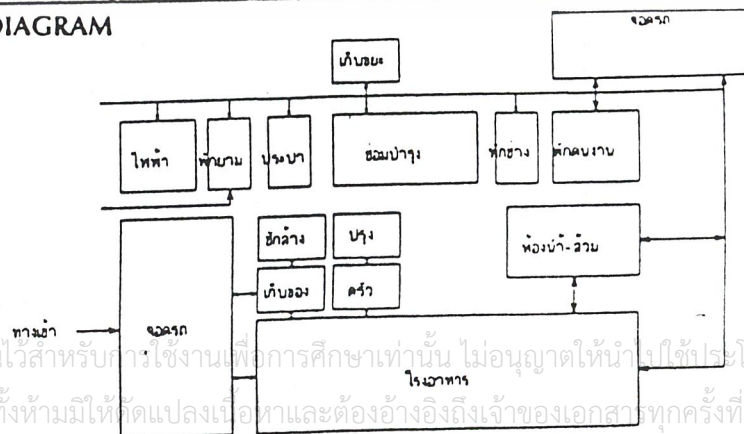 DIAGRAM
จอดรถ
เก็บขยะ
ไฟฟ้า
พักยาม
ประปา
ซ่อมบำรุง
พักช่าง
พักคนงาน
ซักล้าง
ปรุง
ห้องน้ำ-ส้วม
เก็บของ
ครัว
ทางเข้า
จอดรถ
โรงอาหาร
ไว้สำหรับการใช้งานเพื่อการศึกษาเท่านั้น ไม่อนุญาตให้นำไปใช้ประโ
ทั้งห้ามมิให้ดัดแปลงเนื้อหาและต้องอ้างอิงถึงเจ้าของเอกสารทุกครั้งที่